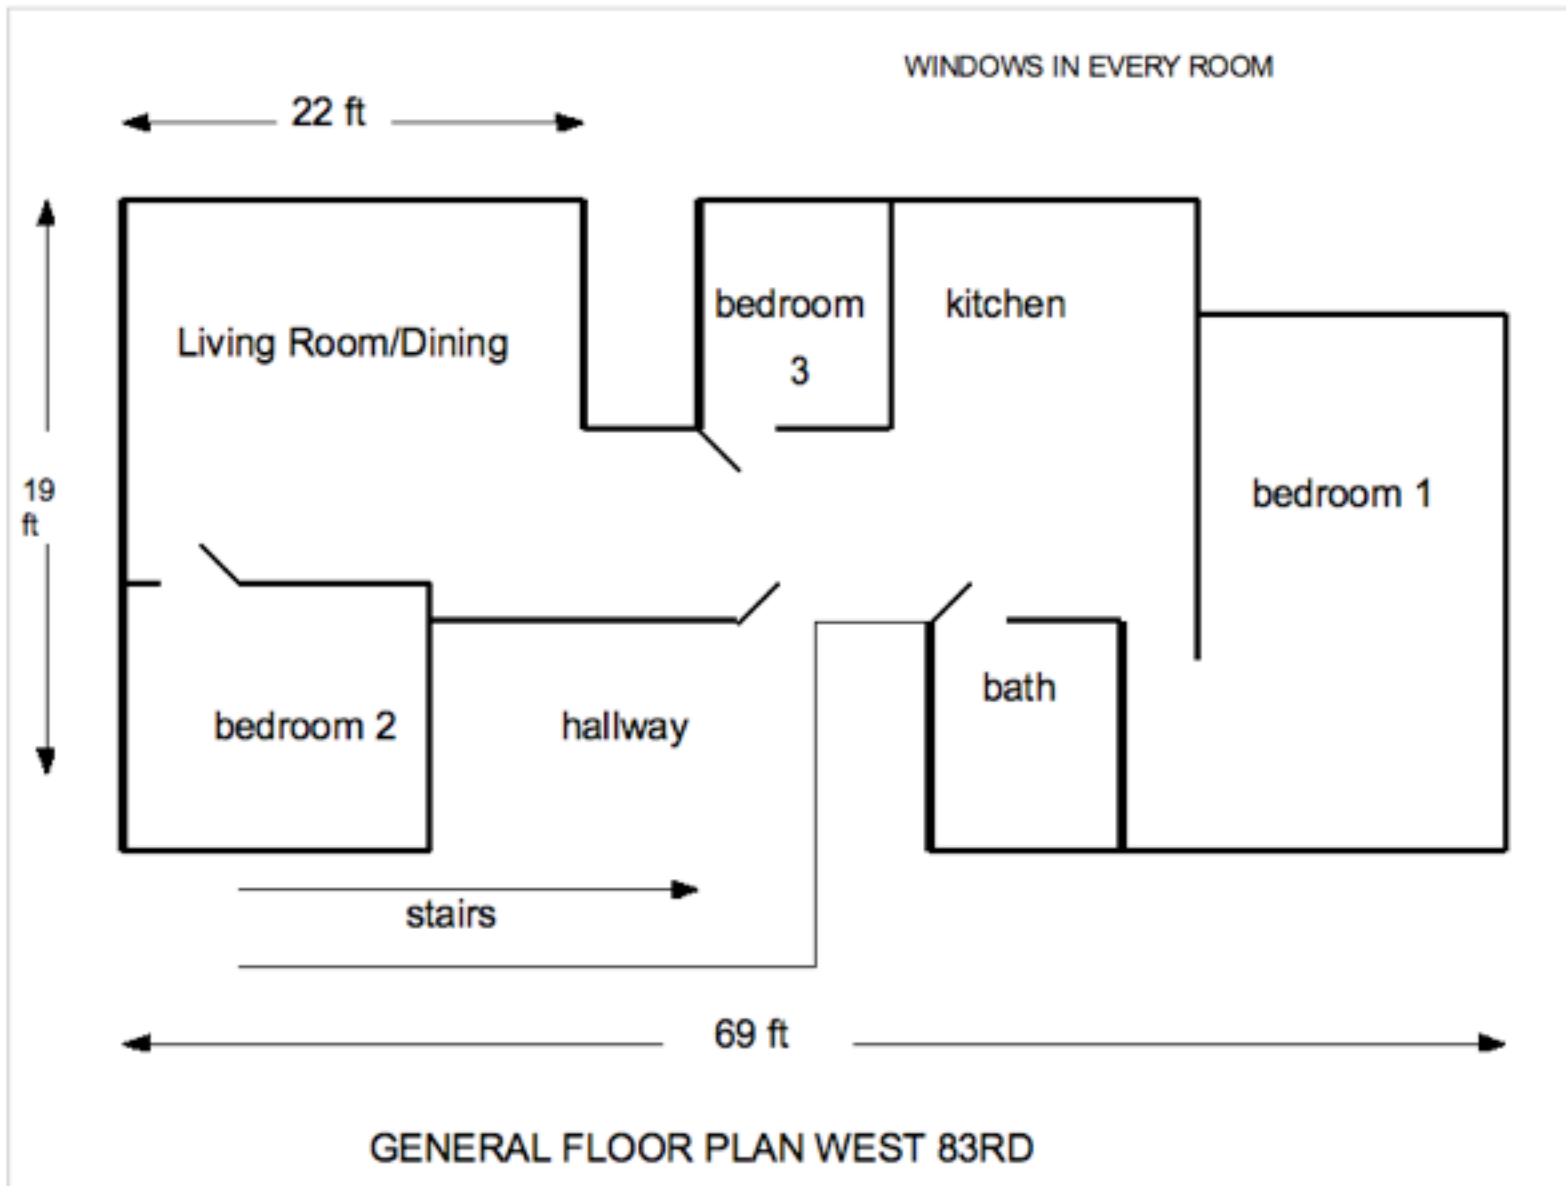 WINDOWS IN EVERY ROOM
22 ft
bedroom
3
kitchen
Living Room/Dining
19
ft
bedroom 1
bath
bedroom 2
hallway
stairs
69 ft
GENERAL FLOOR PLAN WEST 83RD